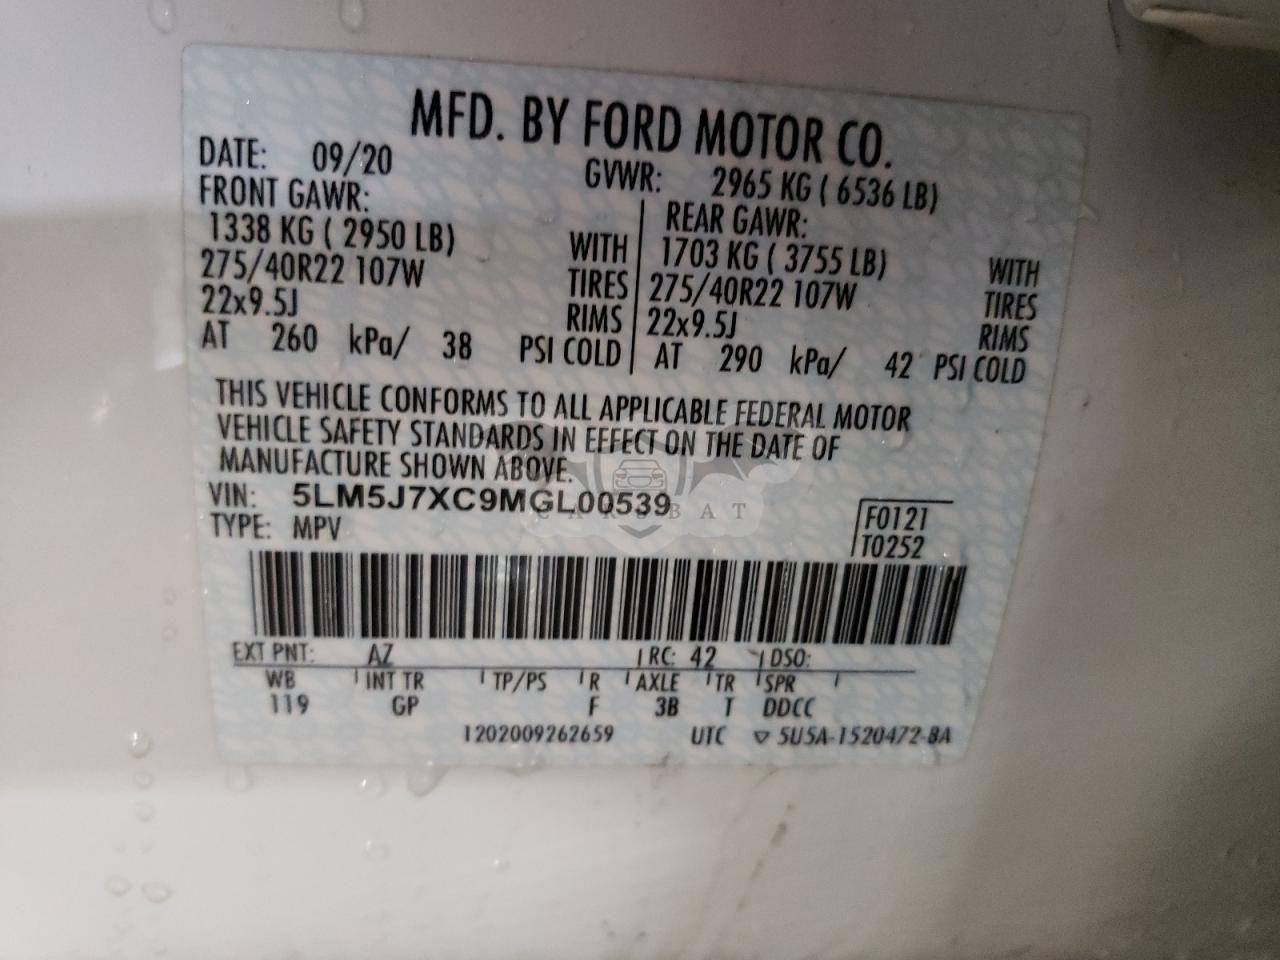 MFD. BY FORD MOTOR CO.
DATE: 09/20
GVWR: 2965 KG ( 6536 LB)
FRONT GAWR:
1338 KG ( 2950 LB) WITH
275/40R22 107W TIRES
22x9.5J RIMS
AT 260 kPa/ 38 PSI COLD
REAR GAWR:
1703 KG ( 3755 LB) WITH
275/40R22 107W TIRES
22x9.5J RIMS
AT 290 kPa/ 42 PSI COLD
THIS VEHICLE CONFORMS TO ALL APPLICABLE FEDERAL MOTOR
VEHICLE SAFETY STANDARDS IN EFFECT ON THE DATE OF
MANUFACTURE SHOWN ABOVE.
VIN: 5LM5J7XC9MGL00539
CARSBAT
TYPE: MPV
F0121
T0252
EXT PNT: AZ RC: 42 DSO:
WB INT TR TP/PS R AXLE TR SPR
119 GP F 3B T DDCC
1202009262659 UTC ▽ 5U5A-1520472-BA